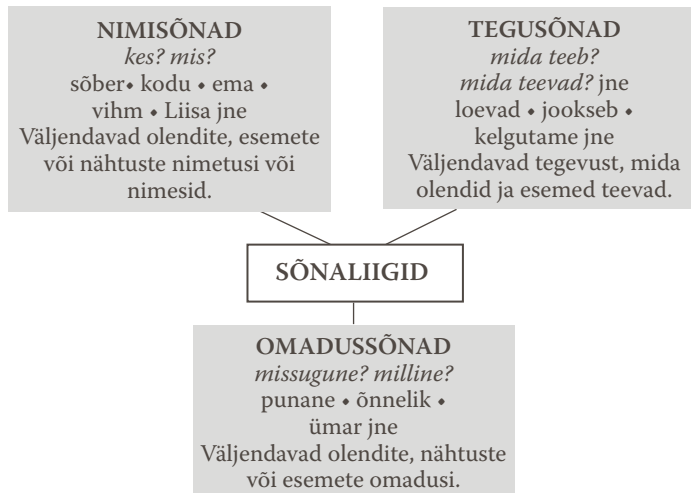 NIMISÕNAD
kes? mis?
sõber• kodu • ema •
vihm • Liisa jne
Väljendavad olendite, esemete
või nähtuste nimetusi või
nimesid.
TEGUSÕNAD
mida teeb?
mida teevad? jne
loevad • jookseb •
kelgutame jne
Väljendavad tegevust, mida
olendid ja esemed teevad.
SÕNALIIGID
OMADUSSÕNAD
missugune? milline?
punane • õnnelik •
ümar jne
Väljendavad olendite, nähtuste
või esemete omadusi.